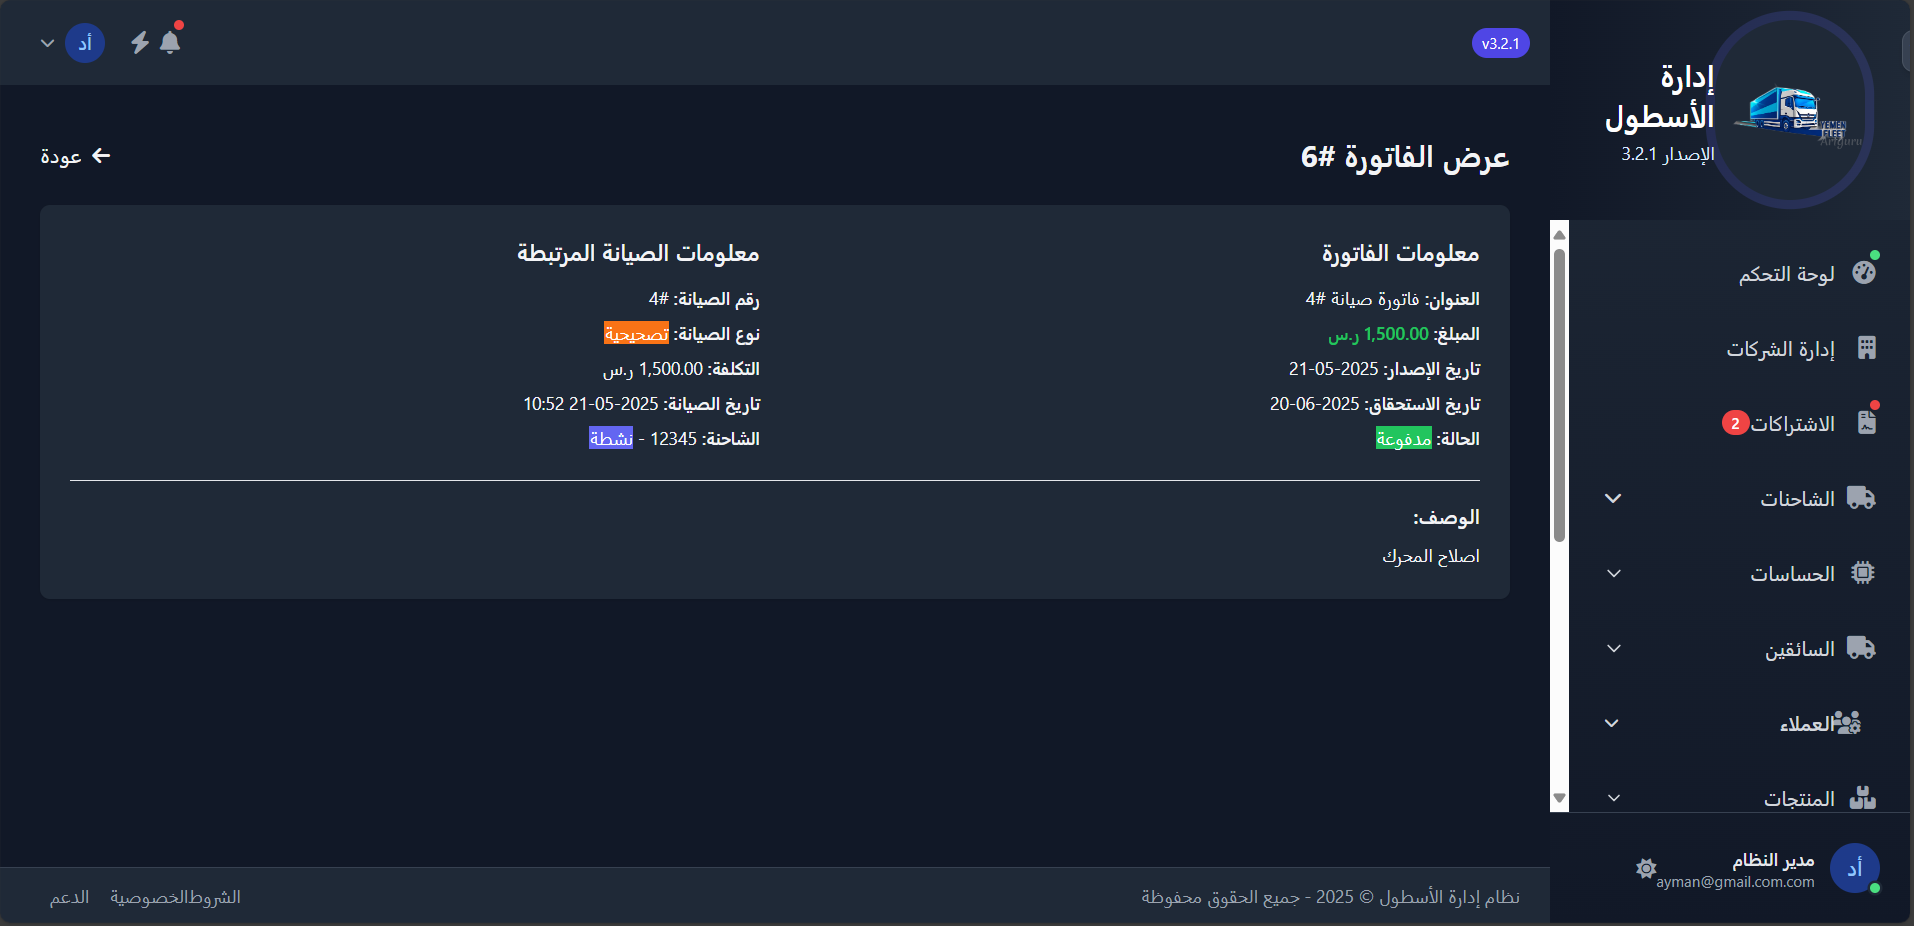 إدارة
الأسطول
الإصدار 3.2.1
YEMEN
FLEET
Ariguru
v3.2.1
أد
لوحة التحكم
إدارة الشركات
الاشتراكات 2
الشاحنات
الحساسات
السائقين
العملاء
المنتجات
أد
مدير النظام
ayman@gmail.com.com
عرض الفاتورة #6
عودة
معلومات الفاتورة
العنوان: فاتورة صيانة #4
المبلغ: 1,500.00 ر.س
تاريخ الإصدار: 2025-05-21
تاريخ الاستحقاق: 2025-06-20
الحالة: مدفوعة
معلومات الصيانة المرتبطة
رقم الصيانة: #4
نوع الصيانة: تصحيحية
التكلفة: 1,500.00 ر.س
تاريخ الصيانة: 2025-05-21 10:52
الشاحنة: 12345 - نشطة
الوصف:
اصلاح المحرك
نظام إدارة الأسطول © 2025 - جميع الحقوق محفوظة
الشروط الخصوصية الدعم